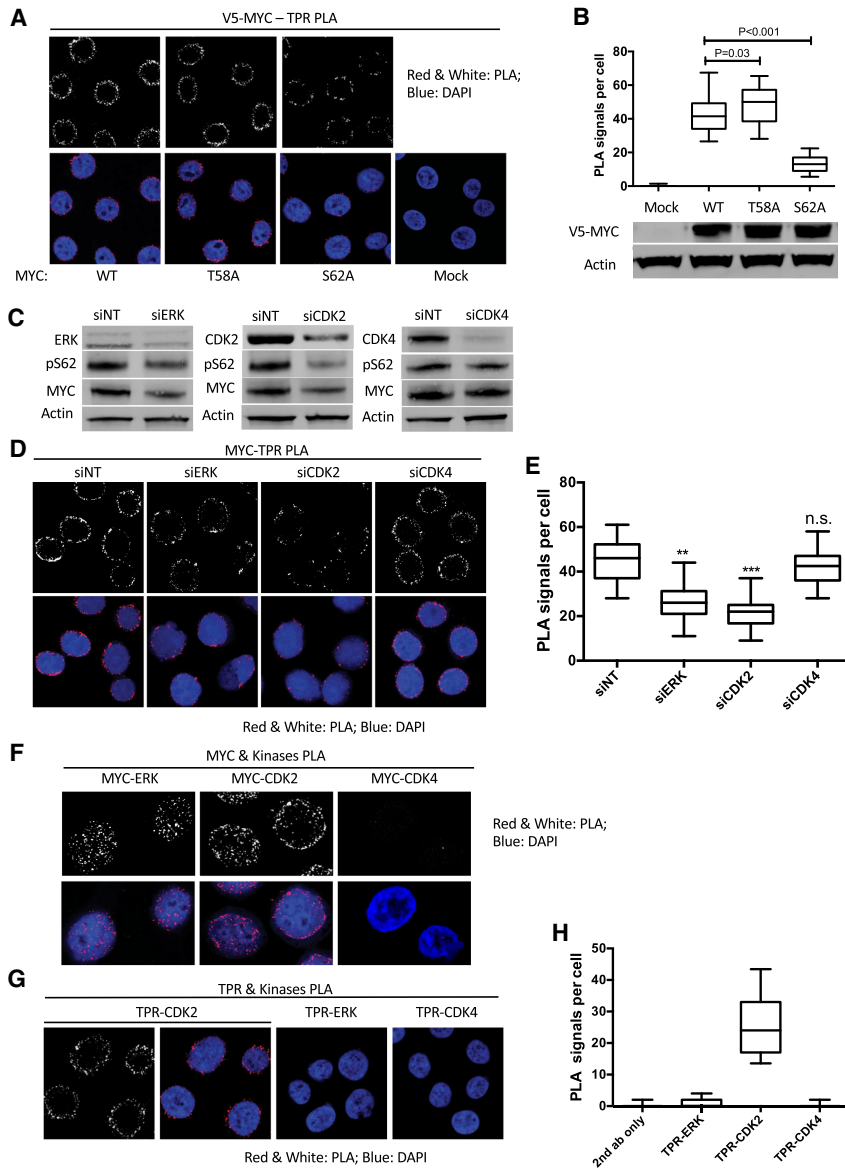 A
V5-MYC – TPR PLA
Red & White: PLA;
Blue: DAPI
MYC: WT T58A S62A Mock
B
P<0.001
P=0.03
PLA signals per cell
80
60
40
20
0
Mock WT T58A S62A
V5-MYC
Actin
C
siNT siERK siNT siCDK2 siNT siCDK4
ERK CDK2 CDK4
pS62 pS62 pS62
MYC MYC MYC
Actin Actin Actin
D
MYC-TPR PLA
siNT siERK siCDK2 siCDK4
Red & White: PLA; Blue: DAPI
E
PLA signals per cell
80
60
40
20
0
** *** n.s.
siNT siERK siCDK2 siCDK4
F
MYC & Kinases PLA
MYC-ERK MYC-CDK2 MYC-CDK4
Red & White: PLA;
Blue: DAPI
G
TPR & Kinases PLA
TPR-CDK2 TPR-ERK TPR-CDK4
Red & White: PLA; Blue: DAPI
H
PLA signals per cell
50
40
30
20
10
0
2nd ab only TPR-ERK TPR-CDK2 TPR-CDK4